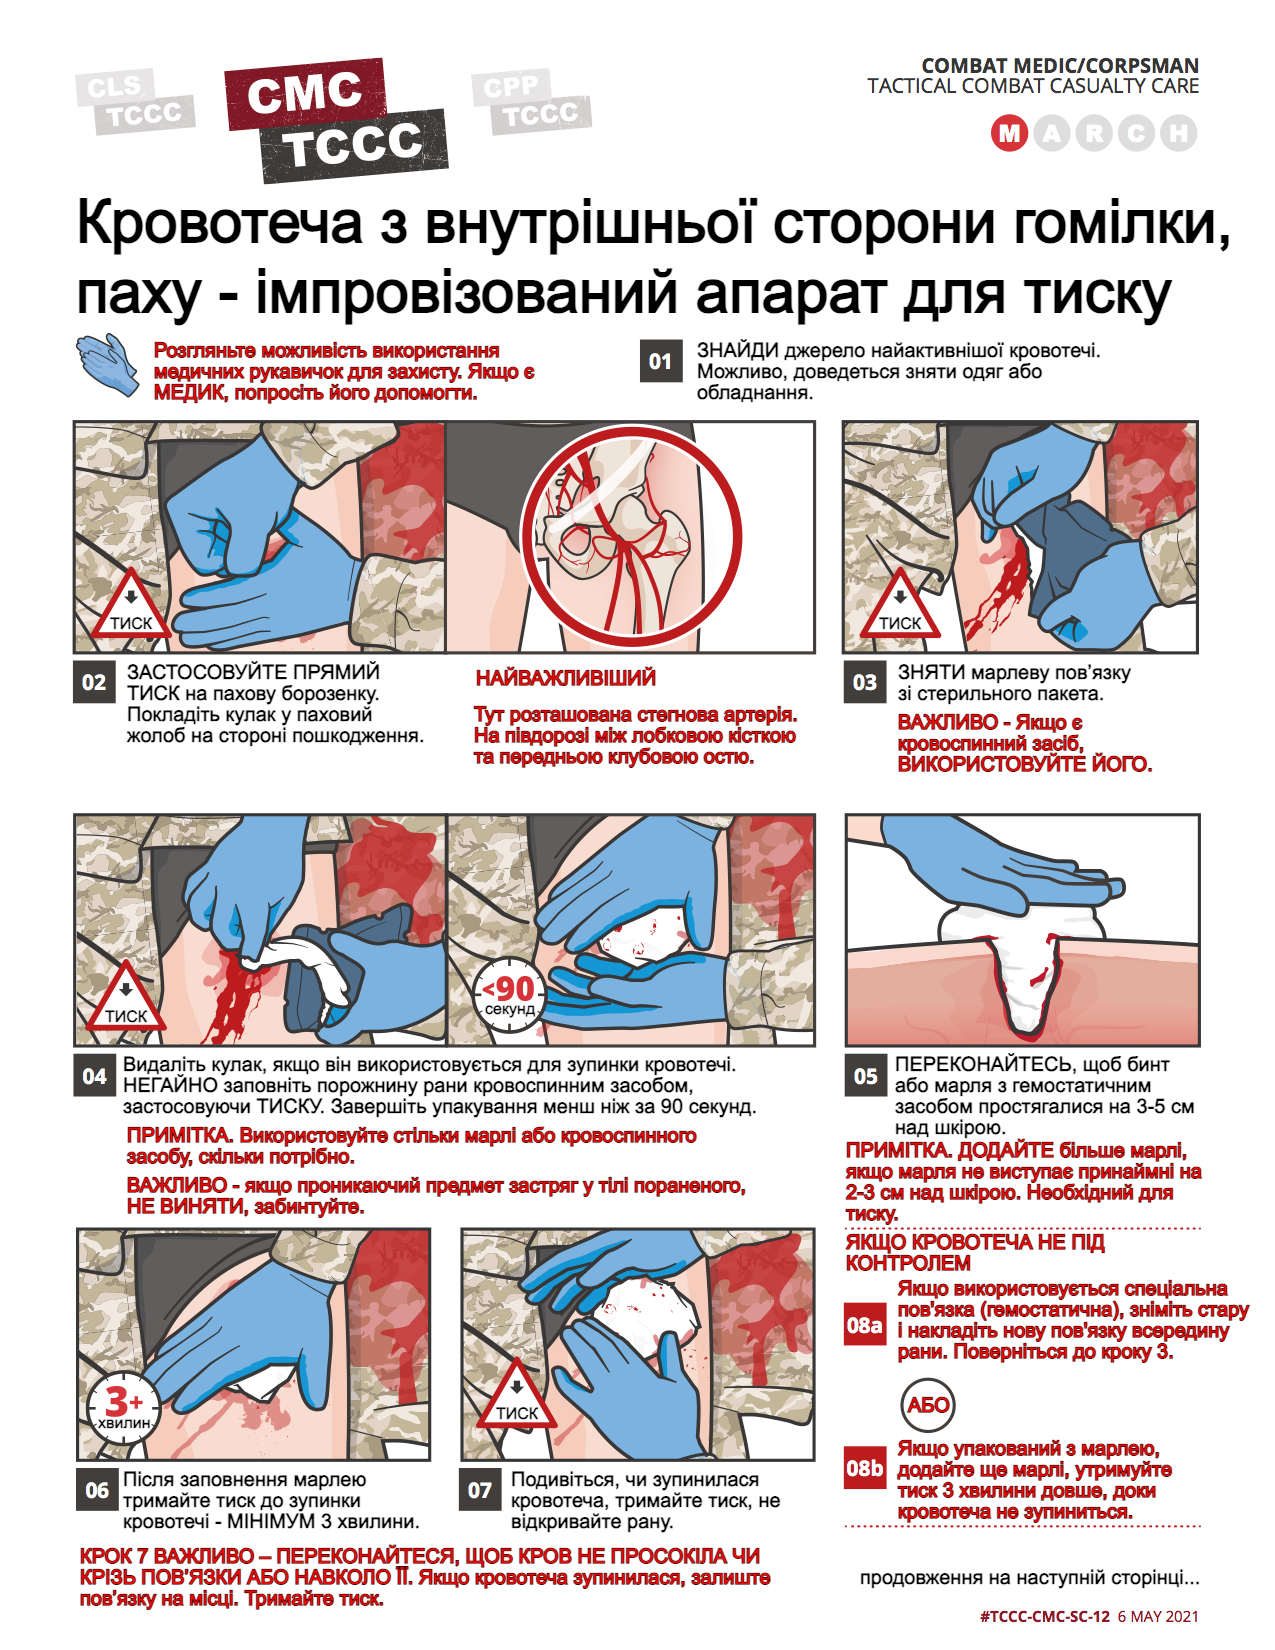 CLS
TCCC
CMC
TCCC
CPP
TCCC
COMBAT MEDIC/CORPSMAN
TACTICAL COMBAT CASUALTY CARE
M A R C H
Кровотеча з внутрішньої сторони гомілки,
паху - імпровізований апарат для тиску
Розгляньте можливість використання
медичних рукавичок для захисту. Якщо є
МЕДИК, попросіть його допомогти.
01
ЗНАЙДИ джерело найактивнішої кровотечі.
Можливо, доведеться зняти одяг або
обладнання.
ТИСК
ТИСК
02
ЗАСТОСОВУЙТЕ ПРЯМИЙ
ТИСК на пахову борозенку.
Покладіть кулак у паховий
жолоб на стороні пошкодження.
НАЙВАЖЛИВІШИЙ
Тут розташована стегнова артерія.
На півдорозі між лобковою кісткою
та передньою клубовою остю.
03
ЗНЯТИ марлеву пов’язку
зі стерильного пакета.
ВАЖЛИВО - Якщо є
кровоспинний засіб,
ВИКОРИСТОВУЙТЕ ЙОГО.
ТИСК
<90
секунд
04
Видаліть кулак, якщо він використовується для зупинки кровотечі.
НЕГАЙНО заповніть порожнину рани кровоспинним засобом,
застосовуючи ТИСКУ. Завершіть упакування менш ніж за 90 секунд.
ПРИМІТКА. Використовуйте стільки марлі або кровоспинного
засобу, скільки потрібно.
ВАЖЛИВО - якщо проникаючий предмет застряг у тілі пораненого,
НЕ ВИНЯТИ, забинтуйте.
05
ПЕРЕКОНАЙТЕСЬ, щоб бинт
або марля з гемостатичним
засобом простягалися на 3-5 см
над шкірою.
ПРИМІТКА. ДОДАЙТЕ більше марлі,
якщо марля не виступає принаймні на
2-3 см над шкірою. Необхідний для
тиску.
ЯКЩО КРОВОТЕЧА НЕ ПІД
КОНТРОЛЕМ
08a
Якщо використовується спеціальна
пов'язка (гемостатична), зніміть стару
і накладіть нову пов'язку всередину
рани. Поверніться до кроку 3.
АБО
08b
Якщо упакований з марлею,
додайте ще марлі, утримуйте
тиск 3 хвилини довше, доки
кровотеча не зупиниться.
3+
хвилин
ТИСК
06
Після заповнення марлею
тримайте тиск до зупинки
кровотечі - МІНІМУМ 3 хвилини.
07
Подивіться, чи зупинилася
кровотеча, тримайте тиск, не
відкривайте рану.
КРОК 7 ВАЖЛИВО – ПЕРЕКОНАЙТЕСЯ, ЩОБ КРОВ НЕ ПРОСОКІЛА ЧИ
КРІЗЬ ПОВ’ЯЗКИ АБО НАВКОЛО ЇЇ. Якщо кровотеча зупинилася, залиште
пов’язку на місці. Тримайте тиск.
продовження на наступній сторінці...
#TCCC-CMC-SC-12 6 MAY 2021